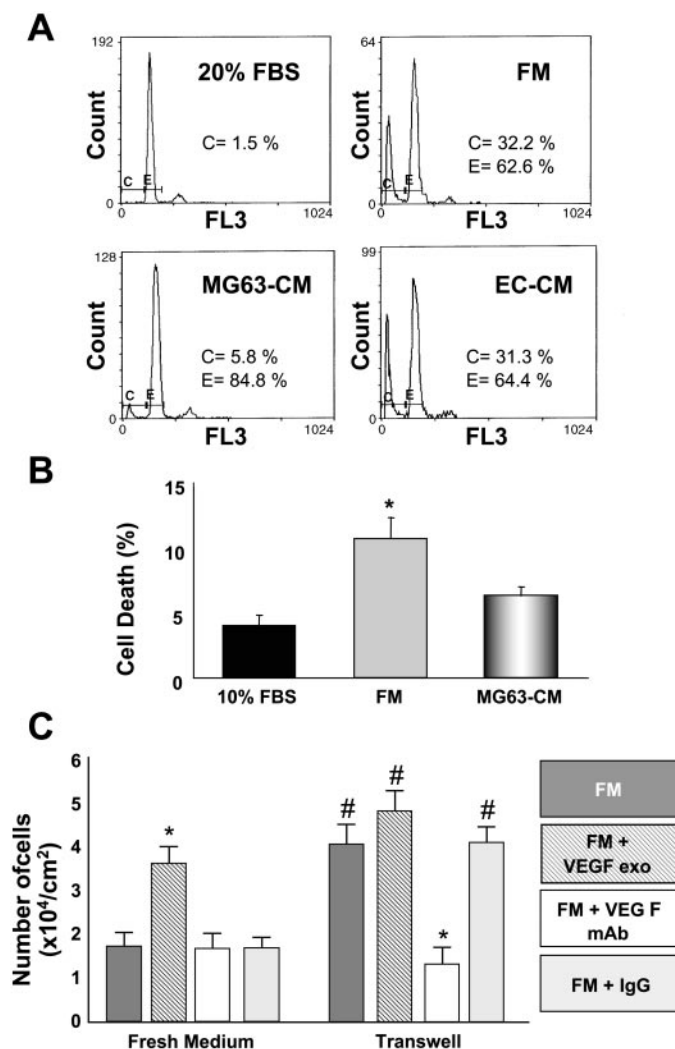 A
192
20% FBS
C= 1.5 %
Count
C
E
0
1024
FL3
64
FM
C= 32.2 %
E= 62.6 %
Count
C
E
0
1024
FL3
128
MG63-CM
C= 5.8 %
E= 84.8 %
Count
C
E
0
1024
FL3
99
EC-CM
C= 31.3 %
E= 64.4 %
Count
C
E
0
1024
FL3
B
Cell Death (%)
15
10
5
0
*
10% FBS
FM
MG63-CM
C
Number ofcells
(x10⁴/cm²)
6
5
4
3
2
1
0
*
#
#
*
#
Fresh Medium
Transwell
FM
FM +
VEGF exo
FM + VEG F
mAb
FM + IgG